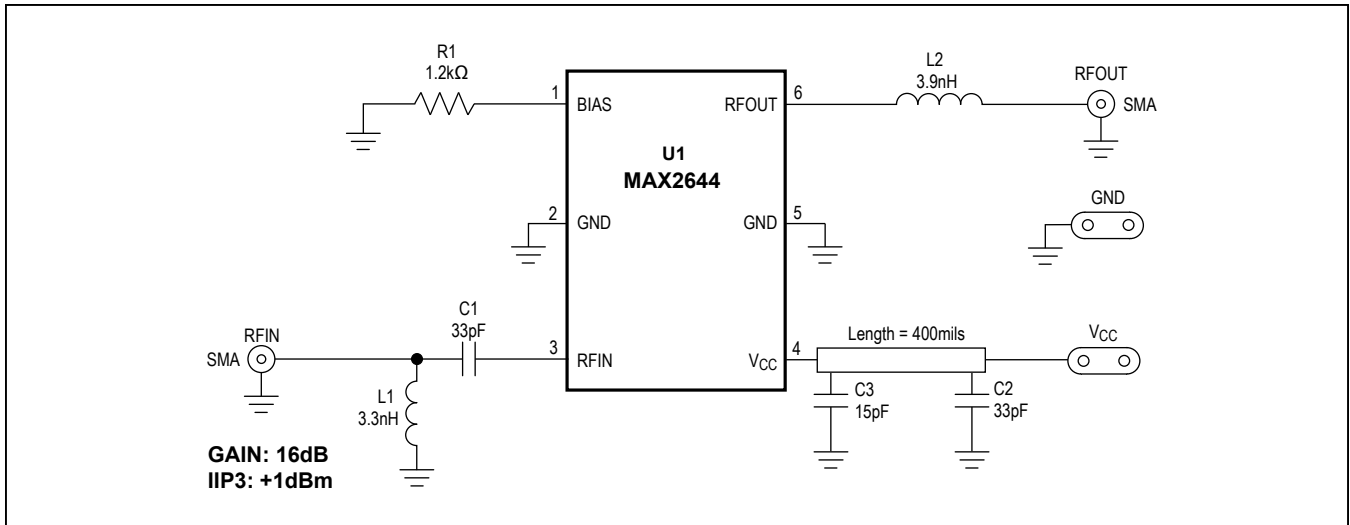 R1
1.2kΩ
1
BIAS
2
GND
3
RFIN
U1
MAX2644
RFOUT
6
GND
5
VCC
4
L2
3.9nH
RFOUT
SMA
GND
Length = 400mils
VCC
C3
15pF
C2
33pF
RFIN
SMA
C1
33pF
L1
3.3nH
GAIN: 16dB
IIP3: +1dBm